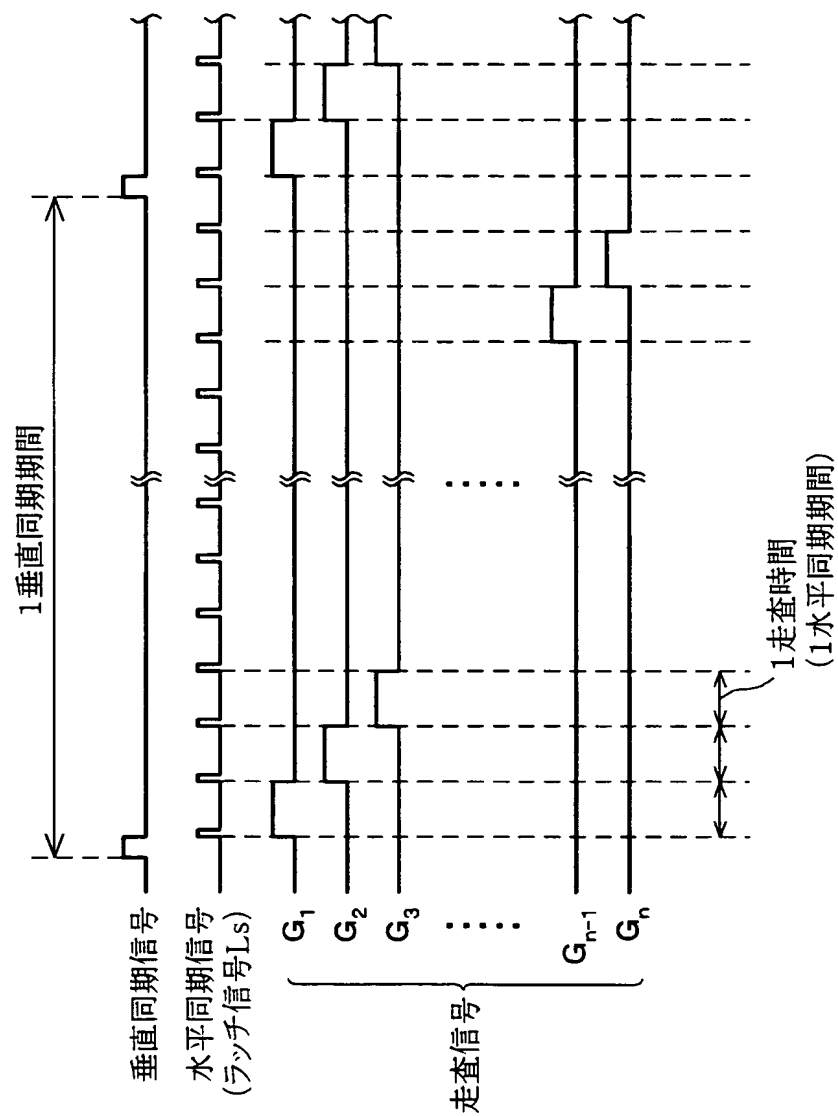 1垂直同期期間
垂直同期信号
水平同期信号
(ラッチ信号Ls)
G1
G2
G3
.....
.....
Gn-1
Gn
走査信号
1走査時間
(1水平同期期間)